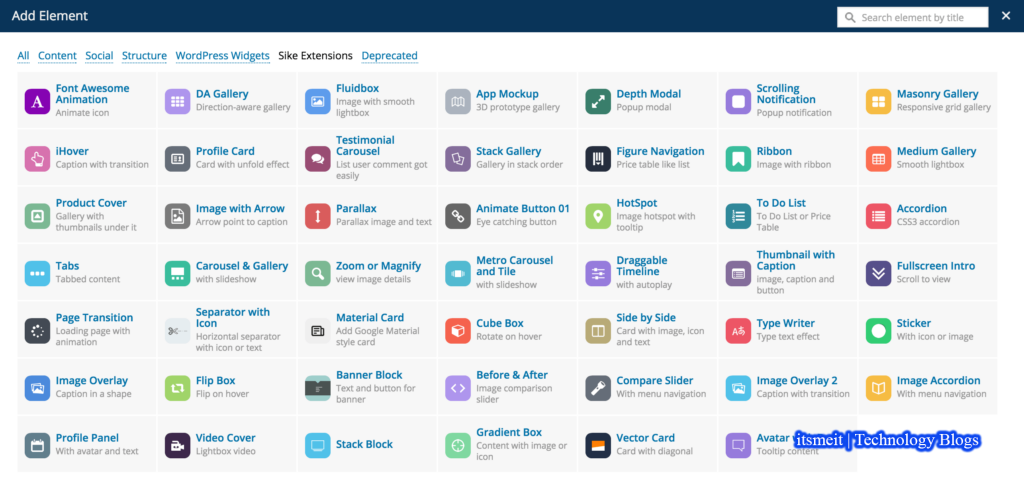 Add Element
Search element by title
All Content Social Structure WordPress Widgets Sike Extensions Deprecated
Font Awesome
Animation
Animate icon
DA Gallery
Direction-aware gallery
Fluidbox
Image with smooth
lightbox
App Mockup
3D prototype gallery
Depth Modal
Popup modal
Scrolling
Notification
Popup notification
Masonry Gallery
Responsive grid gallery
iHover
Caption with transition
Profile Card
Card with unfold effect
Testimonial
Carousel
List user comment got
easily
Stack Gallery
Gallery in stack order
Figure Navigation
Price table like list
Ribbon
Image with ribbon
Medium Gallery
Smooth lightbox
Product Cover
Gallery with
thumbnails under it
Image with Arrow
Arrow point to caption
Parallax
Parallax image and text
Animate Button 01
Eye catching button
HotSpot
Image hotspot with
tooltip
To Do List
To Do List or Price
Table
Accordion
CSS3 accordion
Tabs
Tabbed content
Carousel & Gallery
with slideshow
Zoom or Magnify
view image details
Metro Carousel
and Tile
with slideshow
Draggable
Timeline
with autoplay
Thumbnail with
Caption
image, caption and
button
Fullscreen Intro
Scroll to view
Page Transition
Loading page with
animation
Separator with
Icon
Horizontal separator
with icon or text
Material Card
Add Google Material
style card
Cube Box
Rotate on hover
Side by Side
Card with image, icon
and text
Type Writer
Type text effect
Sticker
With icon or image
Image Overlay
Caption in a shape
Flip Box
Flip on hover
Banner Block
Text and button for
banner
Before & After
Image comparison
slider
Compare Slider
With menu navigation
Image Overlay 2
Caption with transition
Image Accordion
With menu navigation
Profile Panel
With avatar and text
Video Cover
Lightbox video
Stack Block
Gradient Box
Content with image or
icon
Vector Card
Card with diagonal
Avatar
Tooltip content
itsmeit | Technology Blogs